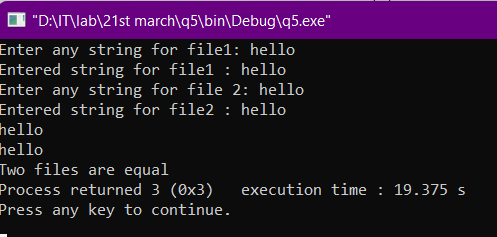 "D:\IT\lab\21st march\q5\bin\Debug\q5.exe"
Enter any string for file1: hello
Entered string for file1 : hello
Enter any string for file 2: hello
Entered string for file2 : hello
hello
hello
Two files are equal
Process returned 3 (0x3)   execution time : 19.375 s
Press any key to continue.